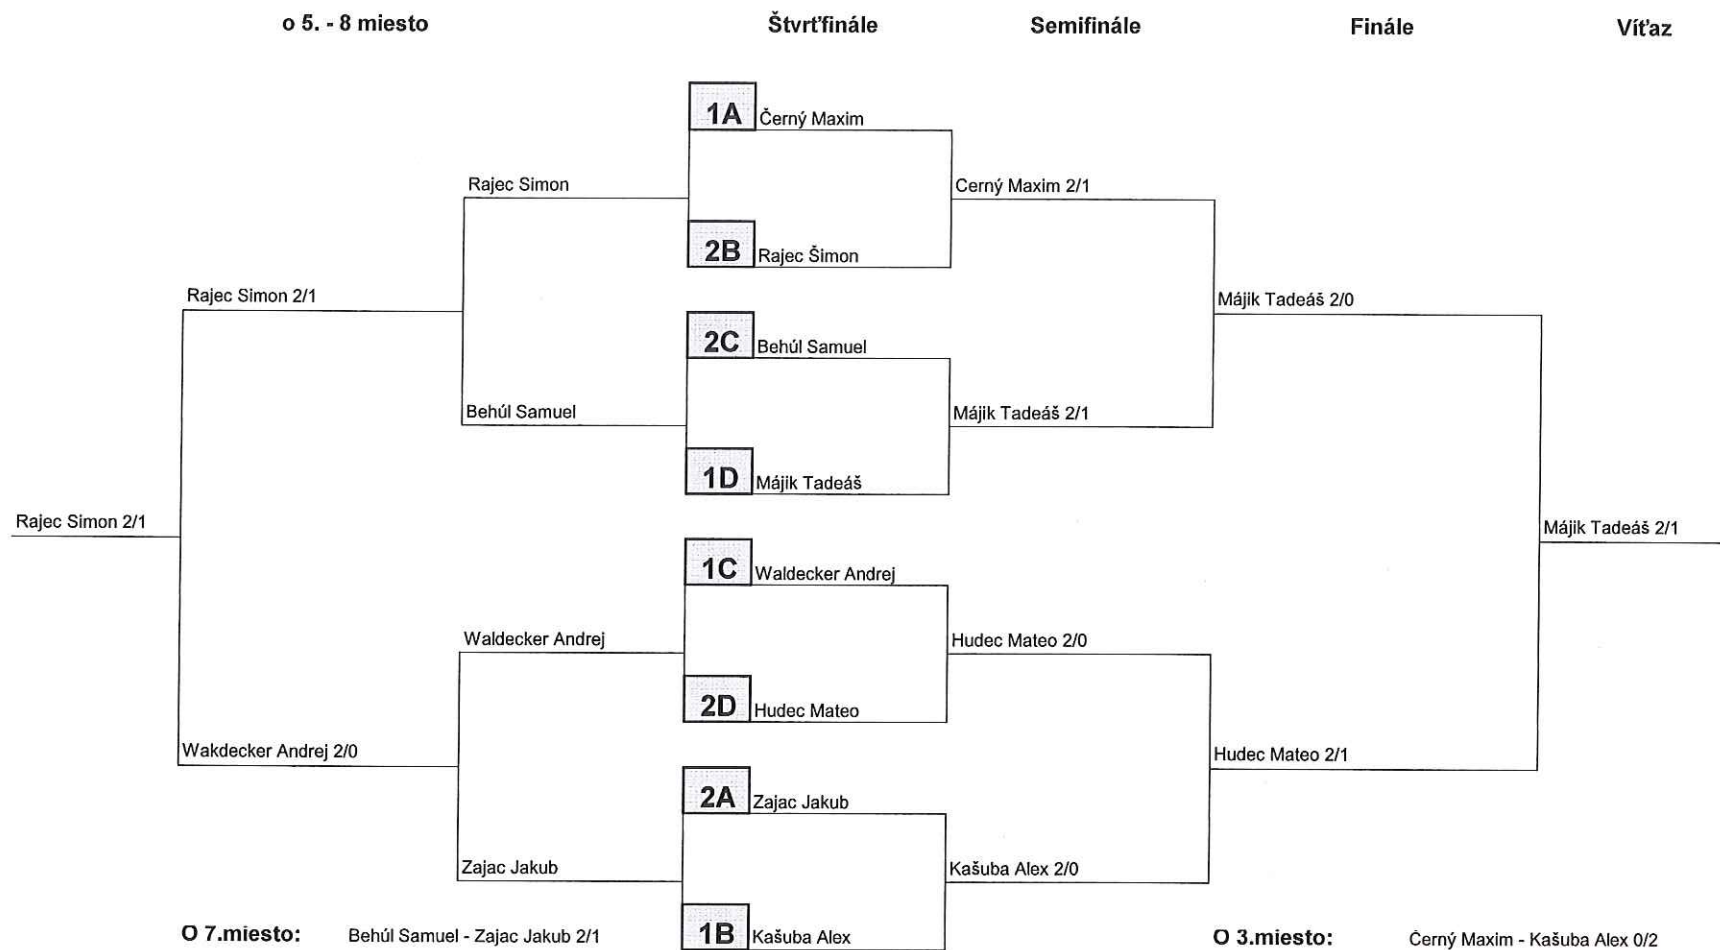 o 5. - 8 miesto
Štvrťfinále
Semifinále
Finále
Víťaz
1A Černý Maxim
Rajec Simon
Cerný Maxim 2/1
2B Rajec Šimon
Rajec Simon 2/1
Májik Tadeáš 2/0
2C Behúl Samuel
Behúl Samuel
Májik Tadeáš 2/1
1D Májik Tadeáš
Rajec Simon 2/1
Májik Tadeáš 2/1
1C Waldecker Andrej
Waldecker Andrej
Hudec Mateo 2/0
2D Hudec Mateo
Wakdecker Andrej 2/0
Hudec Mateo 2/1
2A Zajac Jakub
Zajac Jakub
Kašuba Alex 2/0
1B Kašuba Alex
O 7.miesto: Behúl Samuel - Zajac Jakub 2/1
O 3.miesto: Černý Maxim - Kašuba Alex 0/2